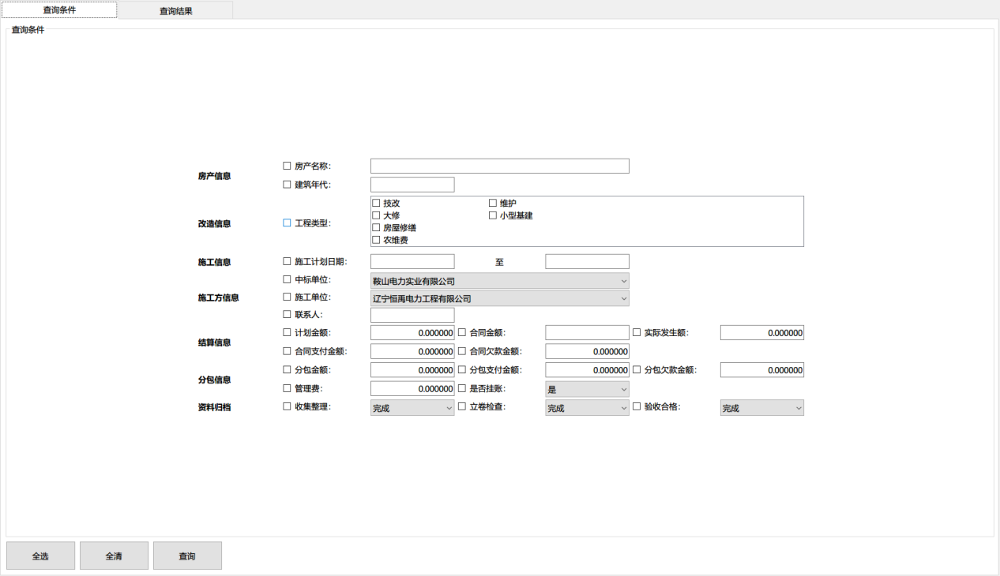 查询条件 查询结果
查询条件
房产信息
房产名称：
建筑年代：
改造信息
工程类型：
技改 维护
大修 小型基建
房屋修缮
农维费
施工信息
施工计划日期： 至
施工方信息
中标单位： 鞍山电力实业有限公司
施工单位： 辽宁恒禹电力工程有限公司
联系人：
结算信息
计划金额： 0.000000 合同金额： 实际发生额： 0.000000
合同支付金额： 0.000000 合同欠款金额： 0.000000
分包信息
分包金额： 0.000000 分包支付金额： 0.000000 分包欠款金额： 0.000000
管理费： 0.000000 是否挂账： 是
资料归档 收集整理： 完成 立卷检查： 完成 验收合格： 完成
全选 全清 查询